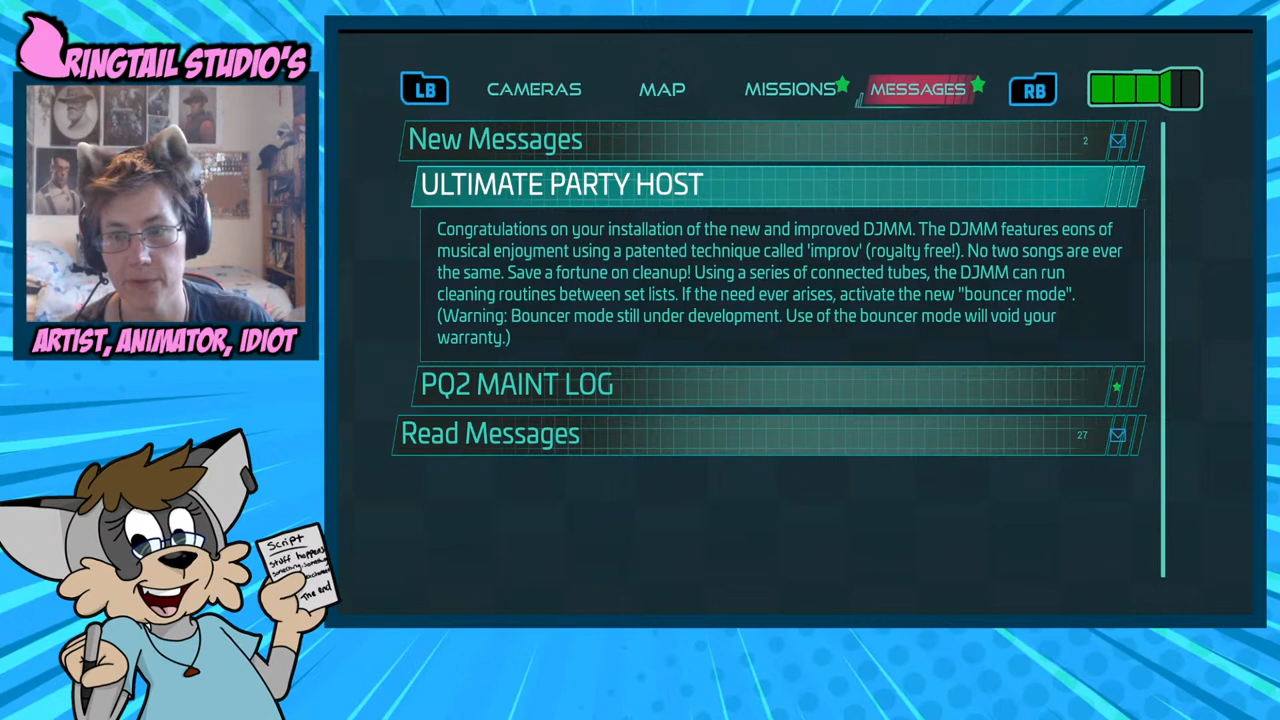 RINGTAIL STUDIO'S
ARTIST, ANIMATOR, IDIOT
LB CAMERAS MAP MISSIONS MESSAGES RB
New Messages 2
ULTIMATE PARTY HOST
Congratulations on your installation of the new and improved DJMM. The DJMM features eons of
musical enjoyment using a patented technique called 'improv' (royalty free!). No two songs are ever
the same. Save a fortune on cleanup! Using a series of connected tubes, the DJMM can run
cleaning routines between set lists. If the need ever arises, activate the new "bouncer mode".
(Warning: Bouncer mode still under development. Use of the bouncer mode will void your
warranty.)
PQ2 MAINT LOG
Read Messages 27
Script
Stuff happens
The end